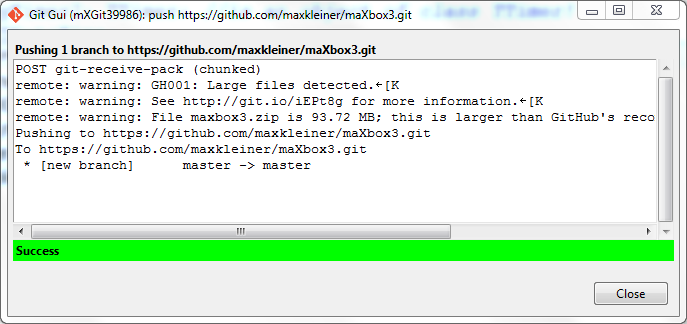 Git Gui (mXGit39986): push https://github.com/maxkleiner/maXbox3.git
Pushing 1 branch to https://github.com/maxkleiner/maXbox3.git
POST git-receive-pack (chunked)
remote: warning: GH001: Large files detected.←[K
remote: warning: See http://git.io/iEPt8g for more information.←[K
remote: warning: File maxbox3.zip is 93.72 MB; this is larger than GitHub's reco
Pushing to https://github.com/maxkleiner/maXbox3.git
To https://github.com/maxkleiner/maXbox3.git
 * [new branch]      master -> master
Success
Close